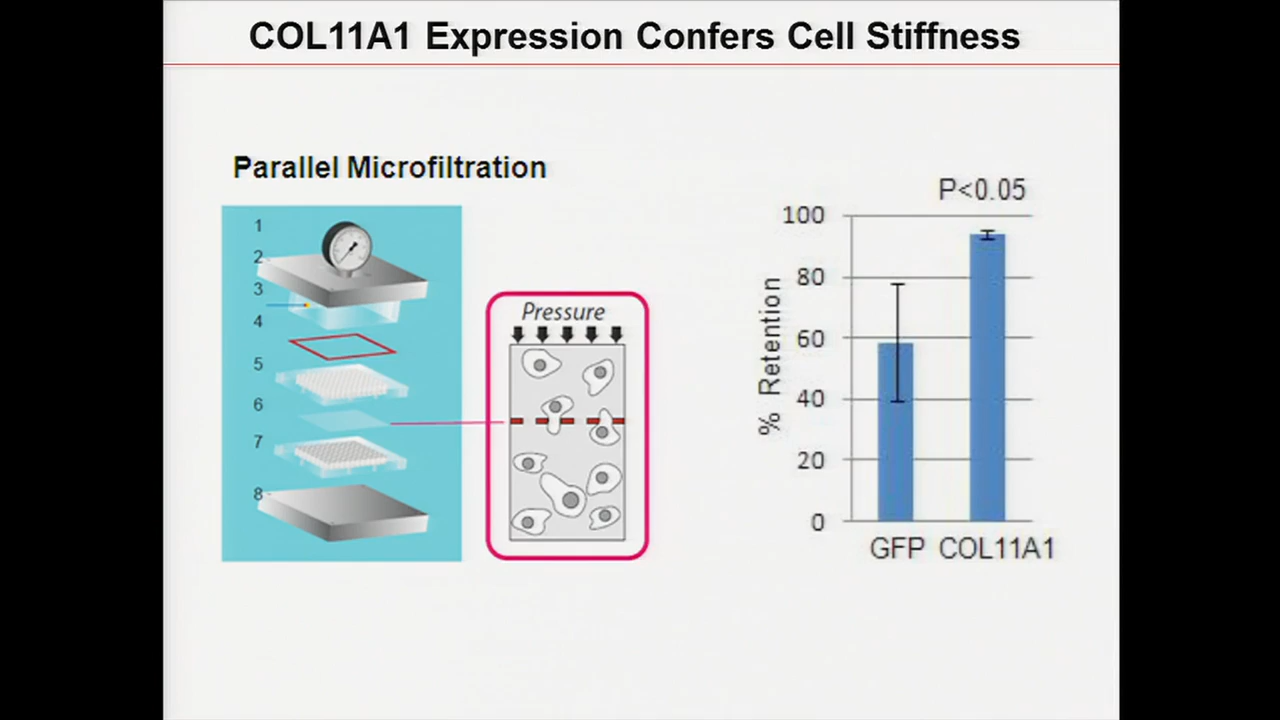 COL11A1 Expression Confers Cell Stiffness
Parallel Microfiltration
1
2
3
4
5
6
7
8
Pressure
P<0.05
% Retention
100
80
60
40
20
0
GFP
COL11A1